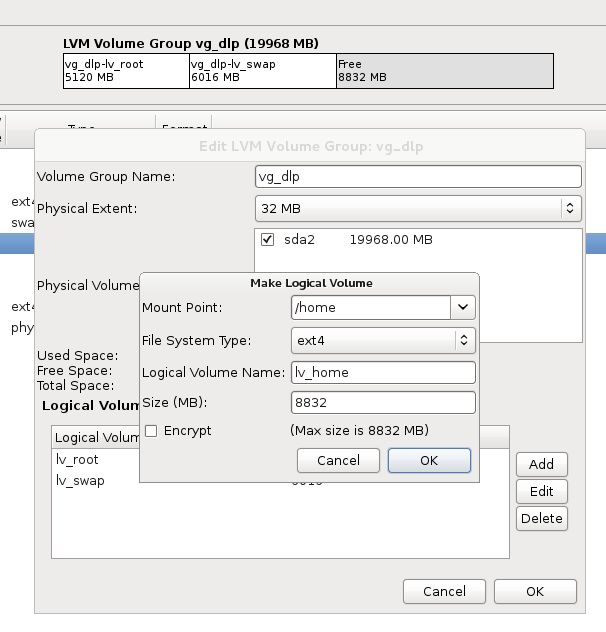 LVM Volume Group vg_dlp (19968 MB)
vg_dlp-lv_root vg_dlp-lv_swap Free
5120 MB 6016 MB 8832 MB
Edit LVM Volume Group: vg_dlp
Volume Group Name: vg_dlp
ext4
Physical Extent: 32 MB
swa
sda2 19968.00 MB
Make Logical Volume
Physical Volume
Mount Point: /home
ext4
phy
File System Type: ext4
Used Space:
Free Space:
Logical Volume Name: lv_home
Total Space:
Logical Volum
Size (MB): 8832
Encrypt (Max size is 8832 MB)
Logical Volum
lv_root
Cancel OK
Add
lv_swap
Edit
Delete
Cancel OK